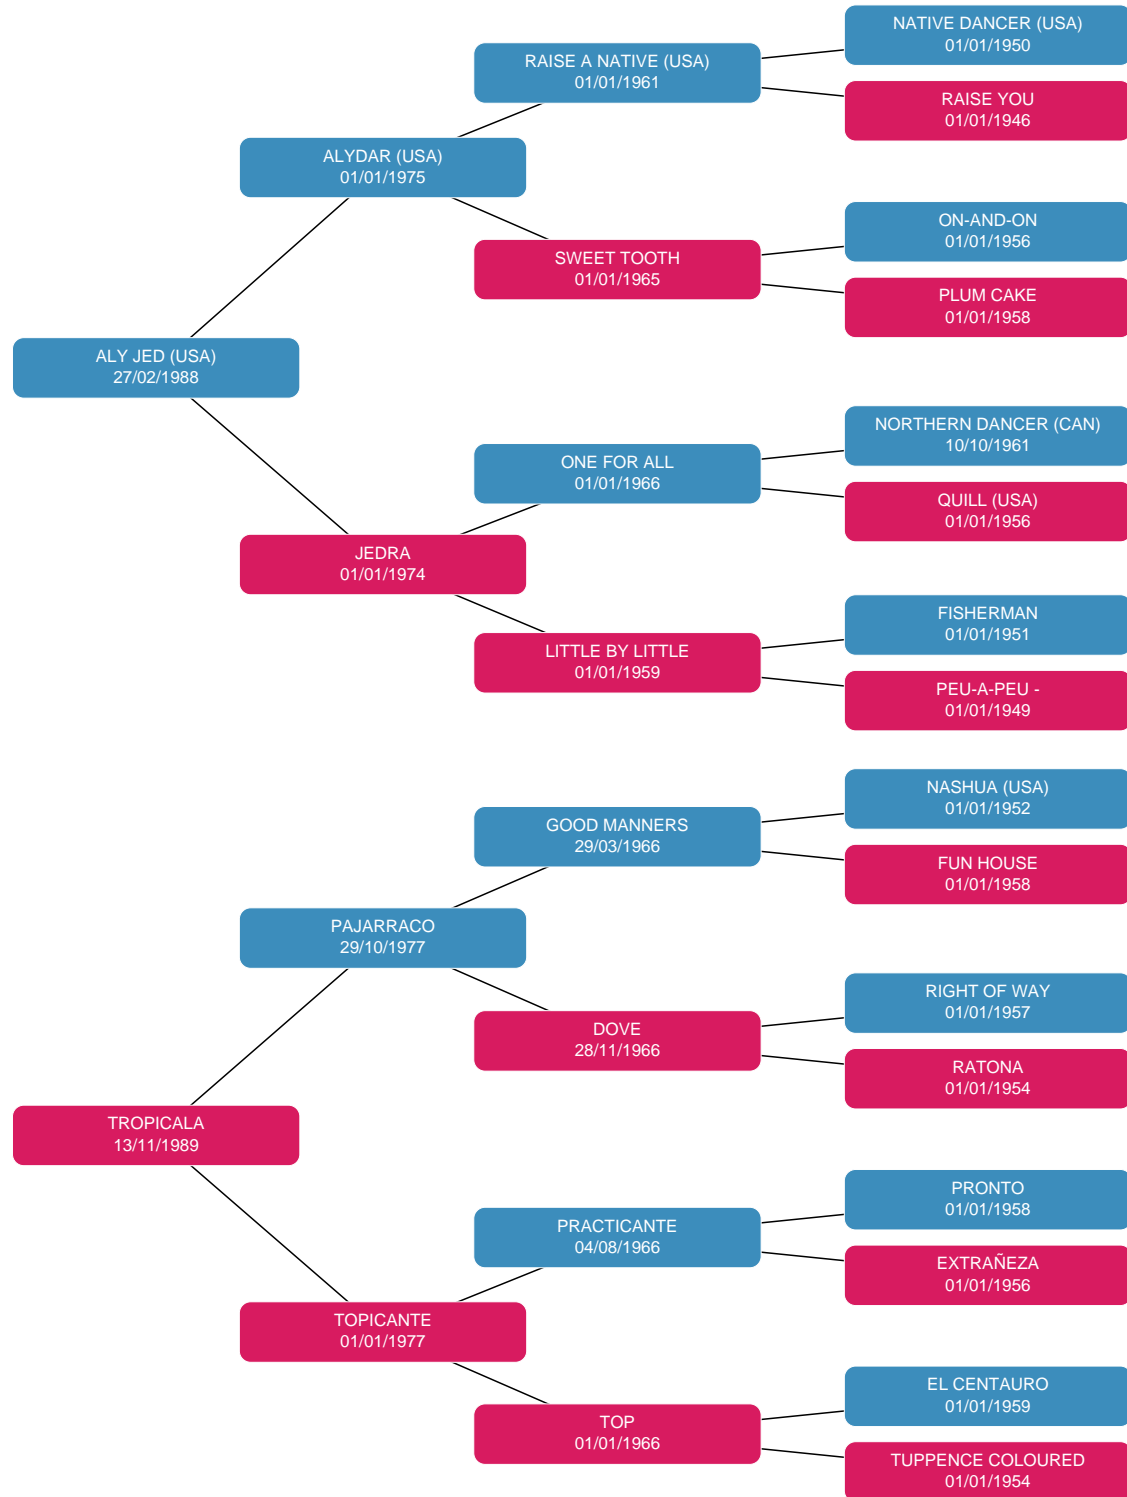 NATIVE DANCER (USA)
01/01/1950
RAISE A NATIVE (USA)
01/01/1961
RAISE YOU
01/01/1946
ALYDAR (USA)
01/01/1975
ON-AND-ON
01/01/1956
SWEET TOOTH
01/01/1965
PLUM CAKE
01/01/1958
ALY JED (USA)
27/02/1988
NORTHERN DANCER (CAN)
10/10/1961
ONE FOR ALL
01/01/1966
QUILL (USA)
01/01/1956
JEDRA
01/01/1974
FISHERMAN
01/01/1951
LITTLE BY LITTLE
01/01/1959
PEU-A-PEU -
01/01/1949
NASHUA (USA)
01/01/1952
GOOD MANNERS
29/03/1966
FUN HOUSE
01/01/1958
PAJARRACO
29/10/1977
RIGHT OF WAY
01/01/1957
DOVE
28/11/1966
RATONA
01/01/1954
TROPICALA
13/11/1989
PRONTO
01/01/1958
PRACTICANTE
04/08/1966
EXTRAÑEZA
01/01/1956
TOPICANTE
01/01/1977
EL CENTAURO
01/01/1959
TOP
01/01/1966
TUPPENCE COLOURED
01/01/1954